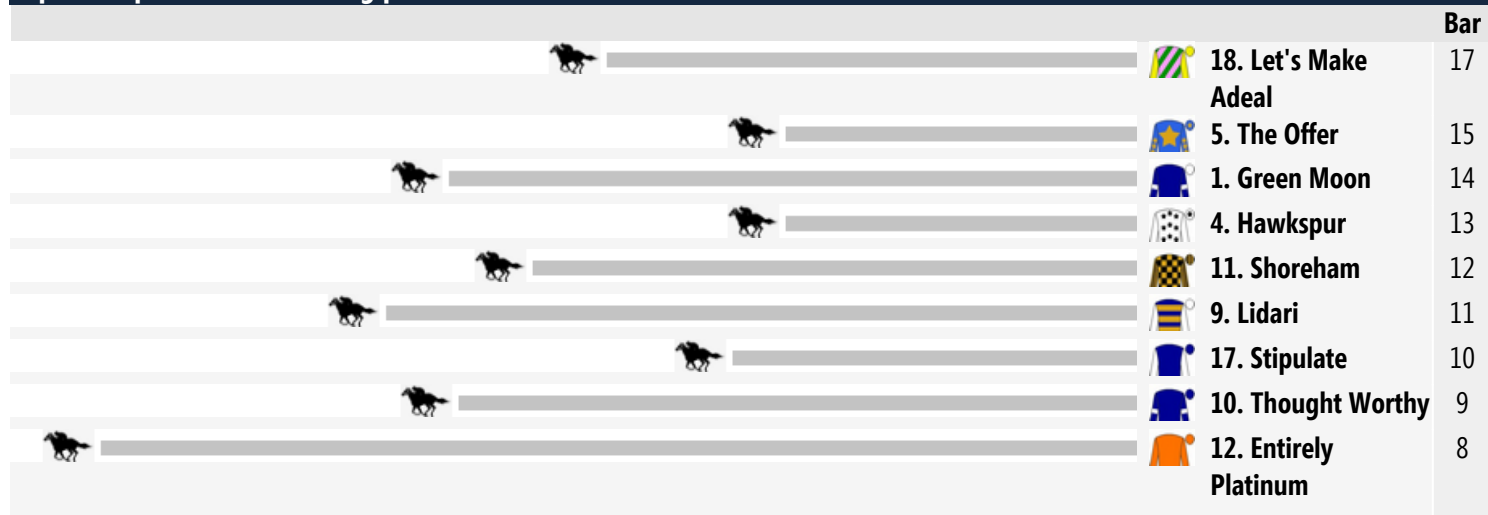 Bar
18. Let's Make 17
Adeal
5. The Offer 15
1. Green Moon 14
4. Hawkspur 13
11. Shoreham 12
9. Lidari 11
17. Stipulate 10
10. Thought Worthy 9
12. Entirely 8
Platinum